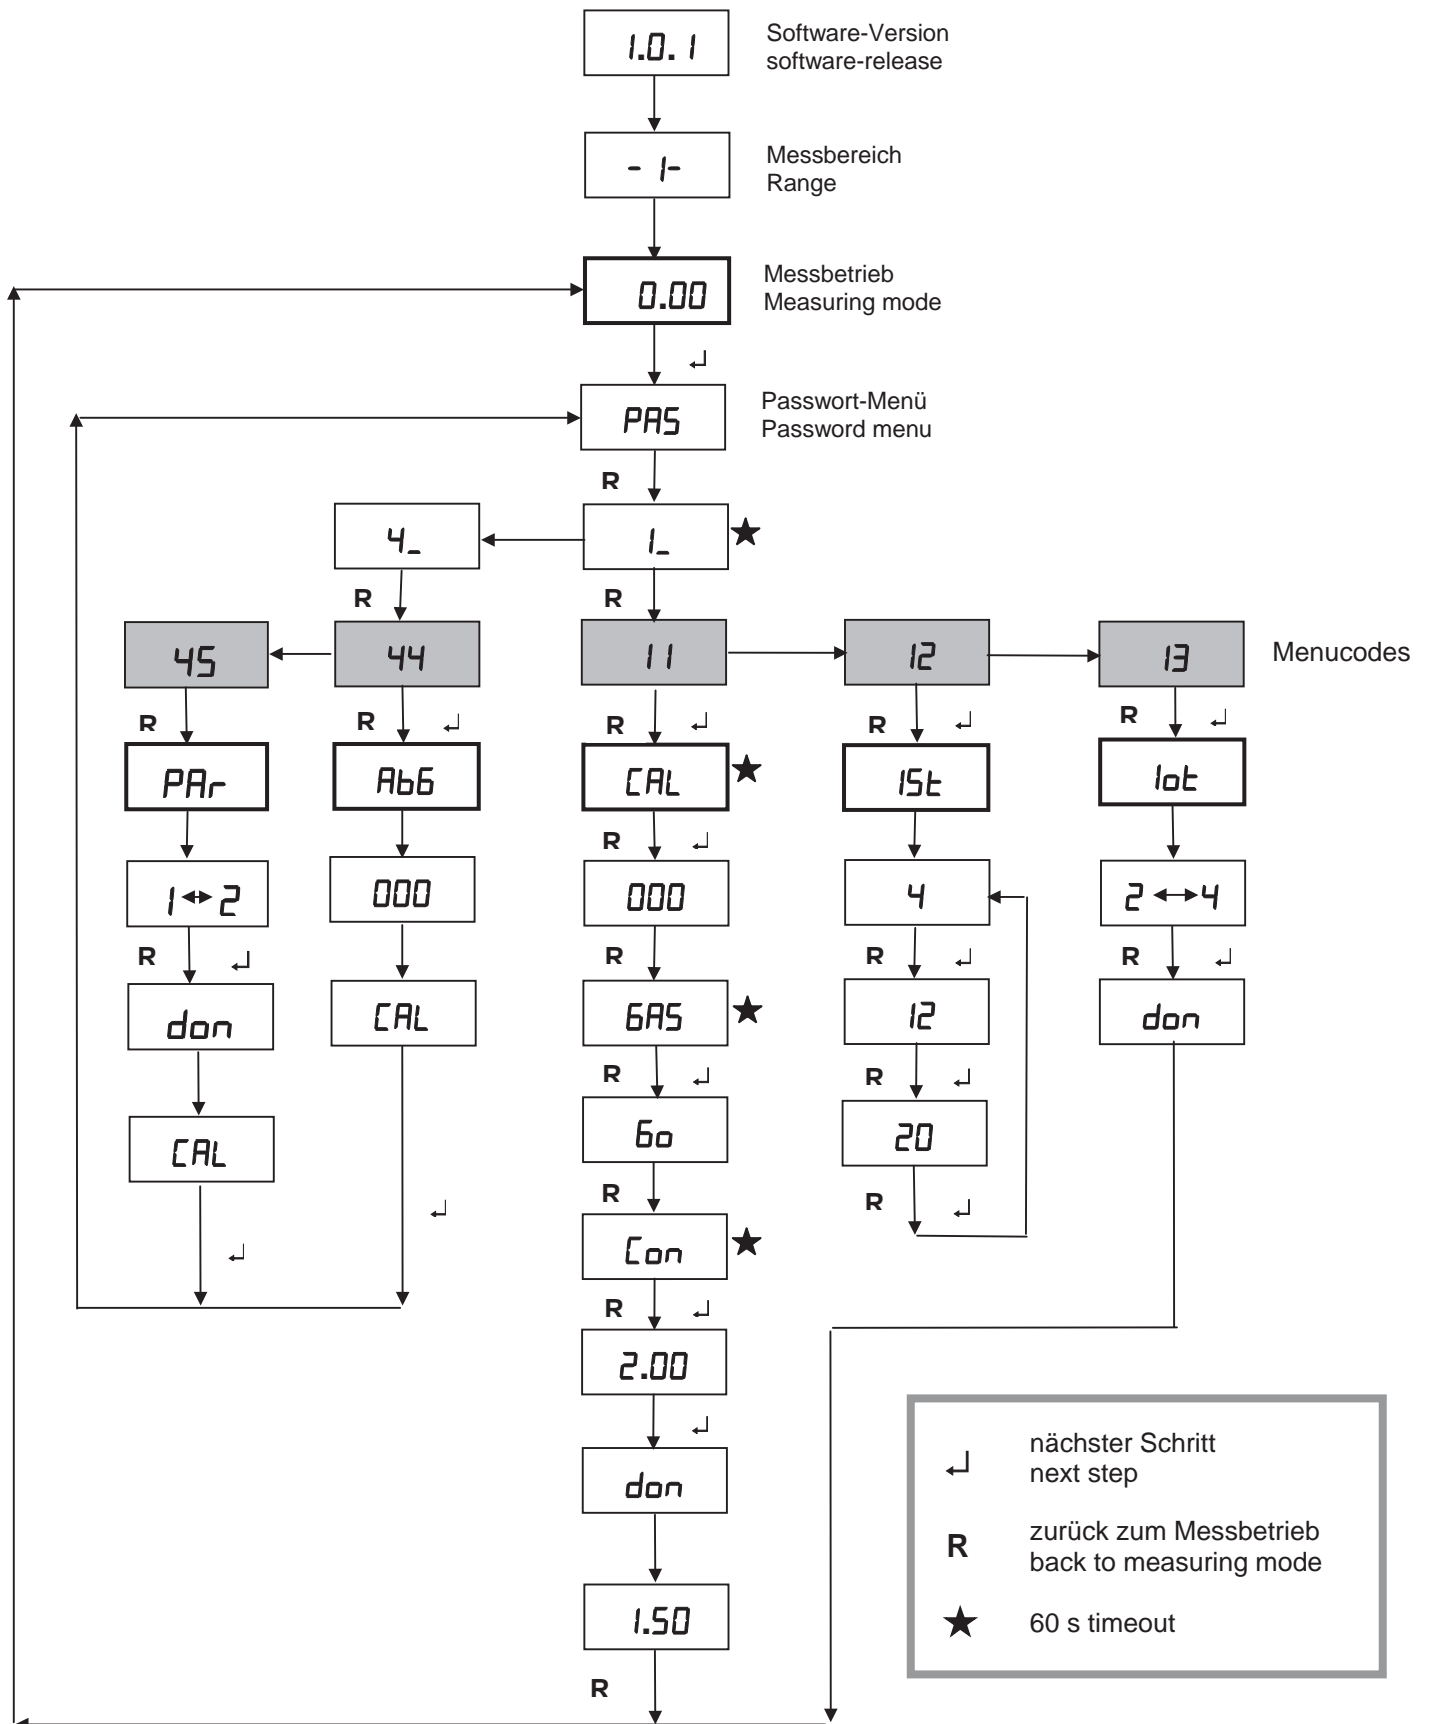 1.0.1
Software-Version
software-release
-1-
Messbereich
Range
0.00
Messbetrieb
Measuring mode
↵
PAS
Passwort-Menü
Password menu
R
4_
1_
★
R
R
45
44
11
12
13
Menucodes
R
R ↵
R ↵
R ↵
R ↵
PAr
Ab6
CAL
★
1St
lot
R ↵
1 ↔ 2
000
000
4
2 ↔ 4
R ↵
R
R ↵
R ↵
don
CAL
6AS
★
12
don
R ↵
R ↵
CAL
6o
20
R
R ↵
↵
↵
Con
★
R ↵
2.00
↵
don
1.50
R
↵ nächster Schritt
next step
R zurück zum Messbetrieb
back to measuring mode
★ 60 s timeout